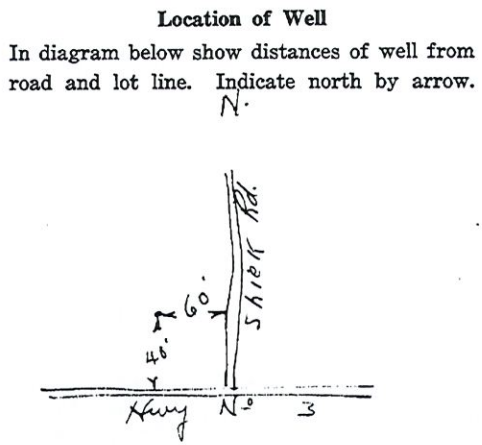 Location of Well
In diagram below show distances of well from
road and lot line. Indicate north by arrow.
N.
Shiek Rd.
60'
40'
Hwy No 3